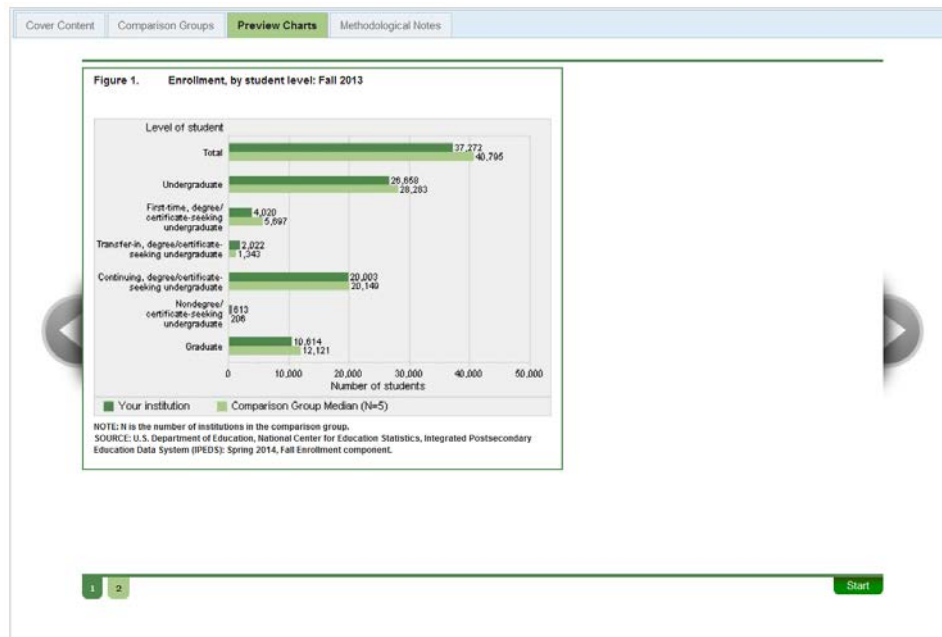 Cover Content
Comparison Groups
Preview Charts
Methodological Notes
Figure 1. Enrollment, by student level: Fall 2013
Level of student
Total
37,272
40,795
Undergraduate
26,658
28,283
First-time, degree/
certificate-seeking
undergraduate
4,020
5,697
Transfer-in, degree/certificate-
seeking undergraduate
2,022
1,343
Continuing, degree/certificate-
seeking undergraduate
20,003
20,149
Nondegree/
certificate-seeking
undergraduate
613
206
Graduate
10,614
12,121
0 10,000 20,000 30,000 40,000 50,000
Number of students
Your institution Comparison Group Median (N=5)
NOTE: N is the number of institutions in the comparison group.
SOURCE: U.S. Department of Education, National Center for Education Statistics, Integrated Postsecondary
Education Data System (IPEDS): Spring 2014, Fall Enrollment component.
1 2
Start